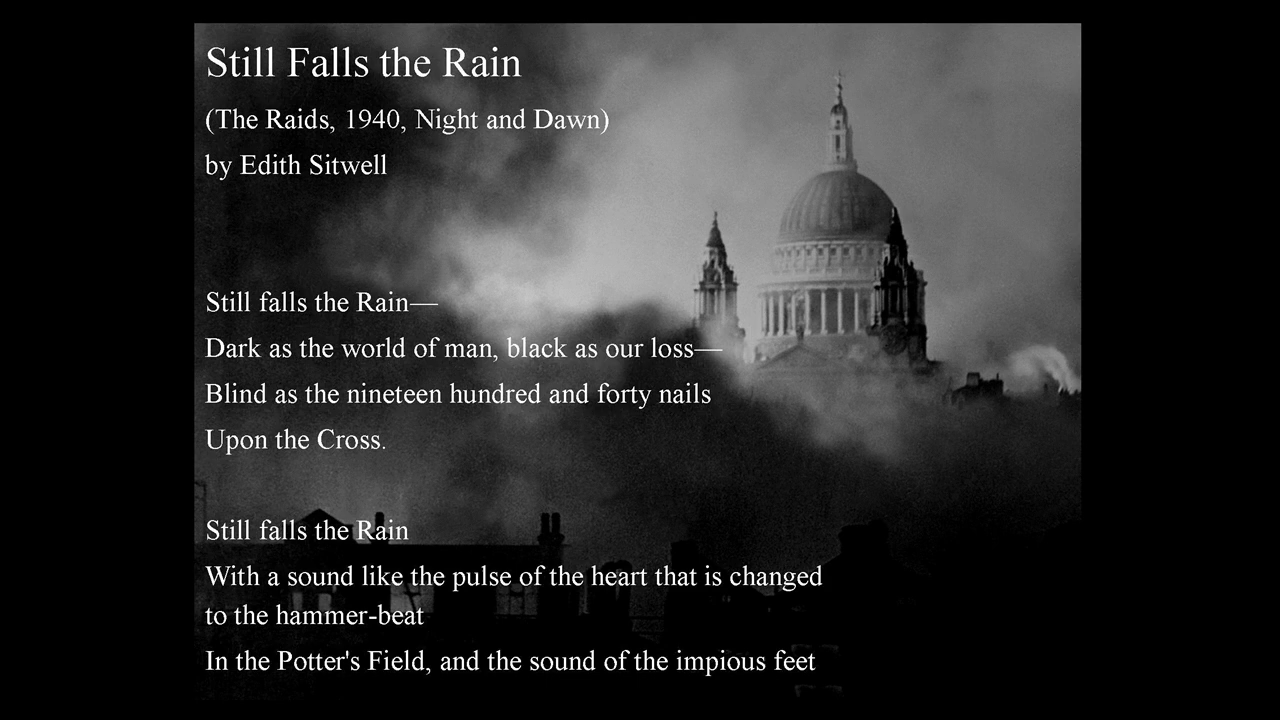 Still Falls the Rain
(The Raids, 1940, Night and Dawn)
by Edith Sitwell
Still falls the Rain—
Dark as the world of man, black as our loss—
Blind as the nineteen hundred and forty nails
Upon the Cross.
Still falls the Rain
With a sound like the pulse of the heart that is changed
to the hammer-beat
In the Potter's Field, and the sound of the impious feet